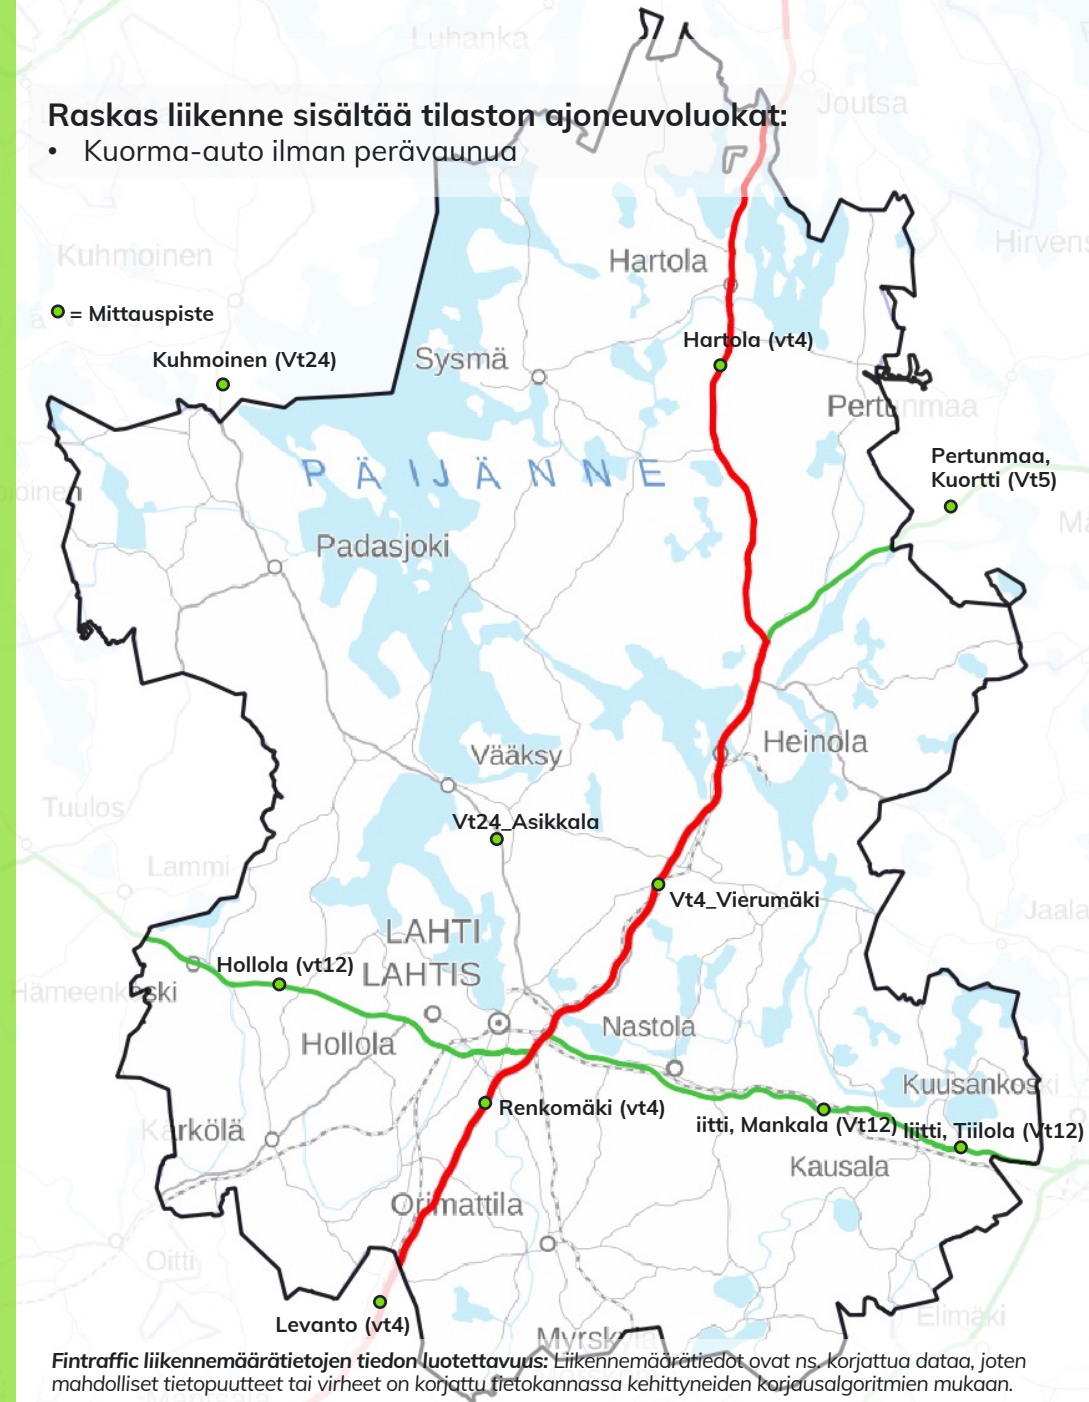 Luhanka
Joutsa
Raskas liikenne sisältää tilaston ajoneuvoluokat:
• Kuorma-auto ilman perävaunua
Kuhmoinen
Hartola
Hirvens
= Mittauspiste
Kuhmoinen (Vt24)
Sysmä
Hartola (vt4)
Pertunmaa
Pertunmaa,
Kuortti (Vt5)
PÄIJÄNNE
Padasjoki
Vääksy
Heinola
Tuulos
Vt24_Asikkala
Lammi
Vt4_Vierumäki
Jaala
LAHTI
LAHTIS
Hollola (vt12)
Hämeenkoski
Hollola
Nastola
Kuusankoski
Renkomäki (vt4)
iitti, Mankala (Vt12)
Iitti, Tiilola (Vt12)
Kärkölä
Kausala
Orimattila
Oitti
Levanto (vt4)
Elimäki
Myrskylä
Fintraffic liikennemäärätietojen tiedon luotettavuus: Liikennemäärätiedot ovat ns. korjattua dataa, joten
mahdolliset tietopuutteet tai virheet on korjattu tietokannassa kehittyneiden korjausalgoritmien mukaan.